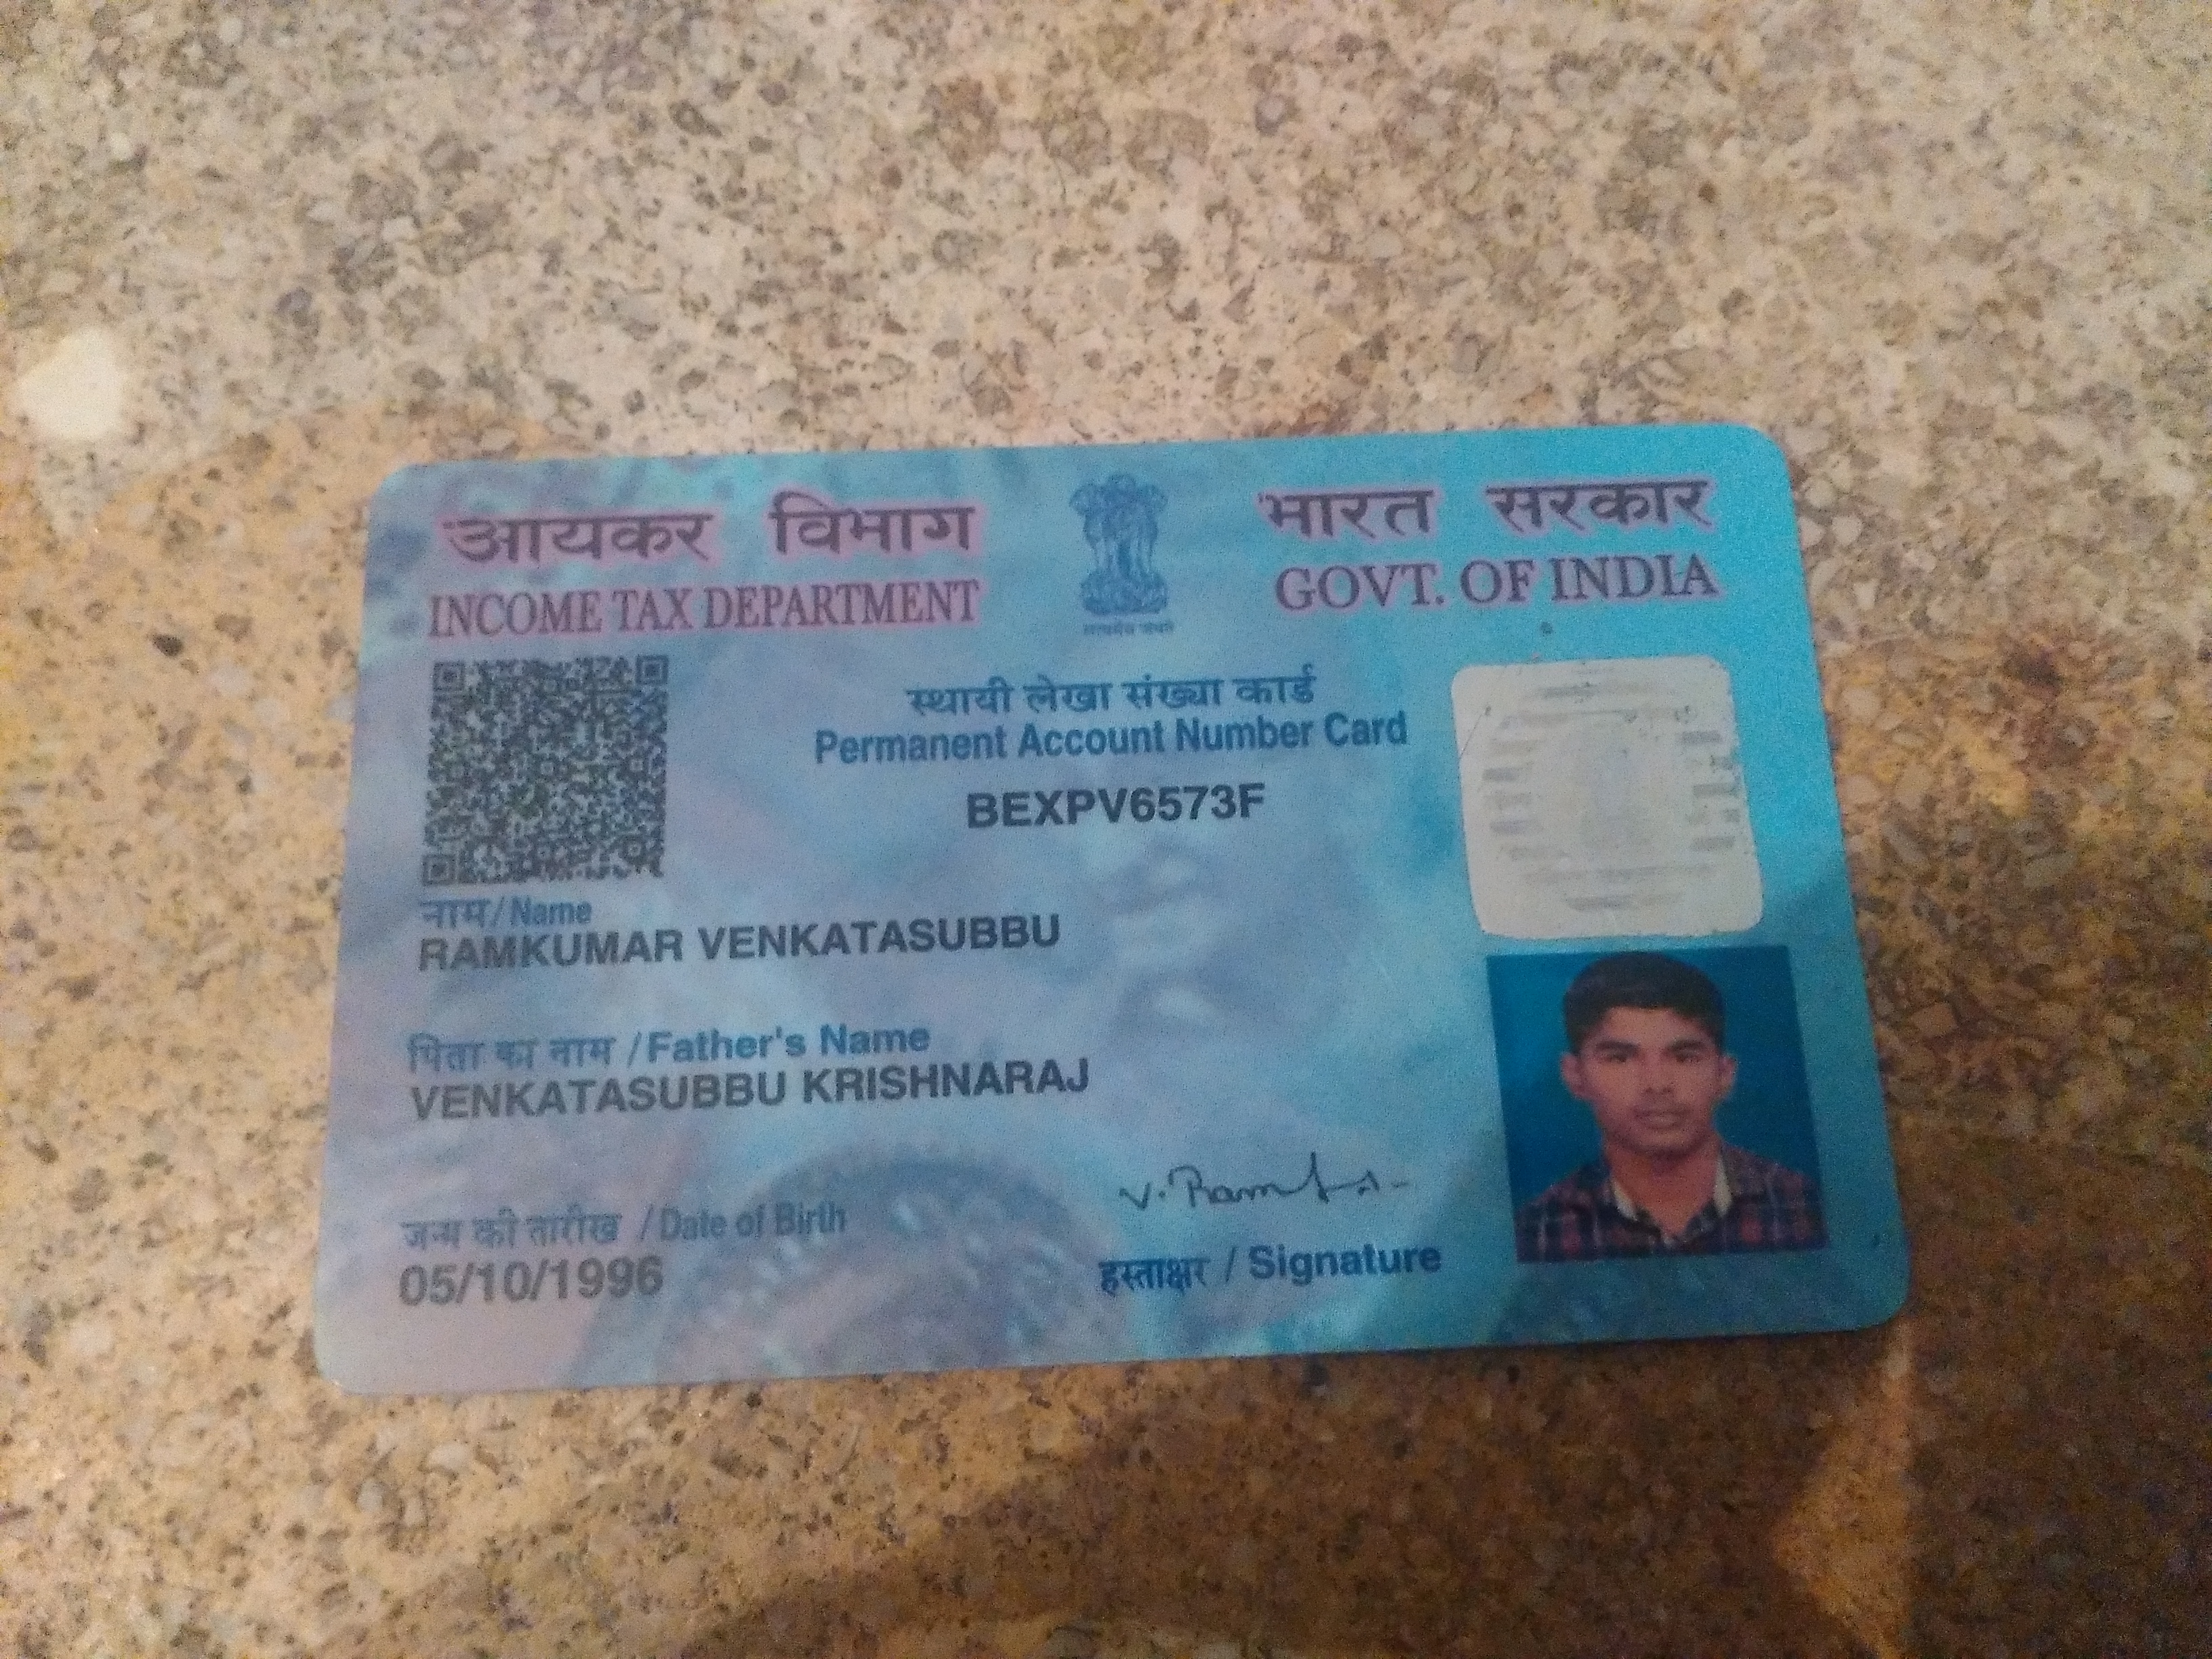 आयकर विभाग
INCOME TAX DEPARTMENT
भारत सरकार
GOVT. OF INDIA
सत्यमेव जयते
स्थायी लेखा संख्या कार्ड
Permanent Account Number Card
BEXPV6573F
नाम / Name
RAMKUMAR VENKATASUBBU
पिता का नाम / Father's Name
VENKATASUBBU KRISHNARAJ
जन्म की तारीख / Date of Birth
05/10/1996
हस्ताक्षर / Signature